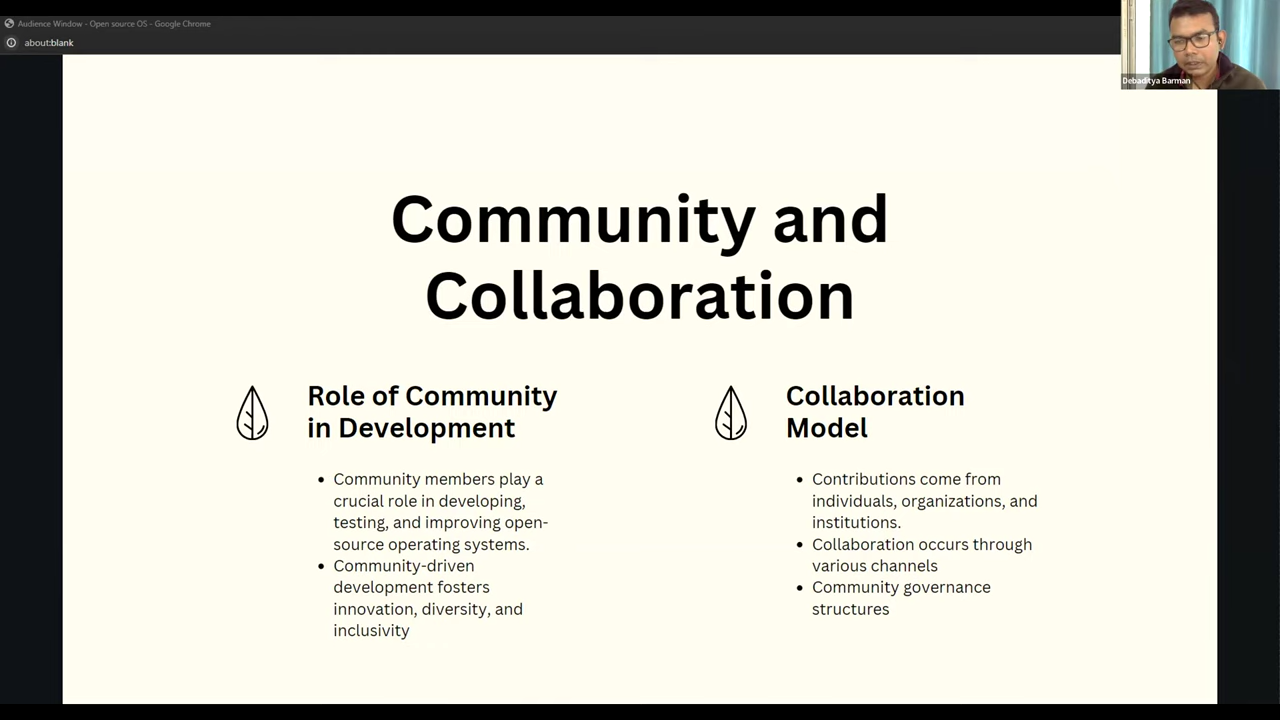 Audience Window - Open source OS - Google Chrome
about:blank
Debaditya Barman
Community and
Collaboration
Role of Community
in Development
• Community members play a
crucial role in developing,
testing, and improving open-
source operating systems.
• Community-driven
development fosters
innovation, diversity, and
inclusivity
Collaboration
Model
• Contributions come from
individuals, organizations, and
institutions.
• Collaboration occurs through
various channels
• Community governance
structures